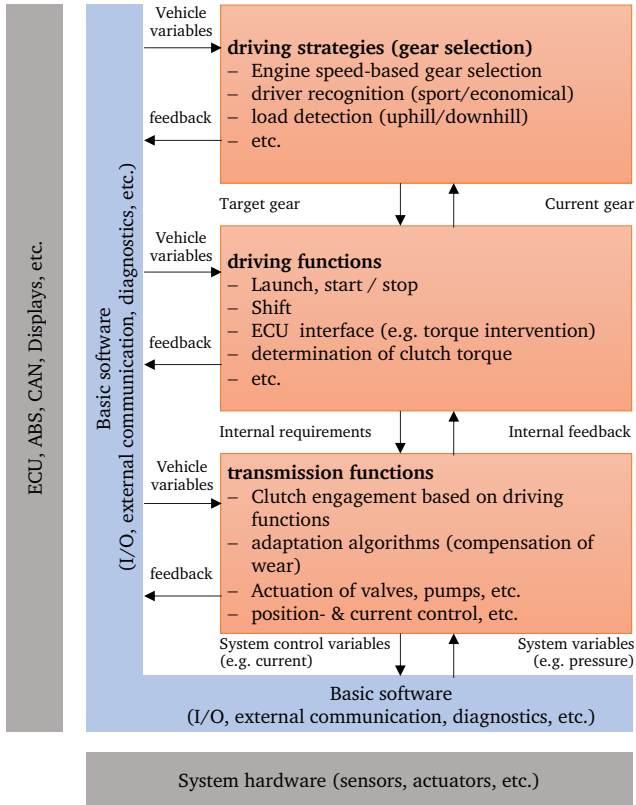 ECU, ABS, CAN, Displays, etc.
Basic software
(I/O, external communication, diagnostics, etc.)
Vehicle
variables
feedback
driving strategies (gear selection)
– Engine speed-based gear selection
– driver recognition (sport/economical)
– load detection (uphill/downhill)
– etc.
Target gear
Current gear
Vehicle
variables
feedback
driving functions
– Launch, start / stop
– Shift
– ECU interface (e.g. torque intervention)
– determination of clutch torque
– etc.
Internal requirements
Internal feedback
Vehicle
variables
feedback
transmission functions
– Clutch engagement based on driving
functions
– adaptation algorithms (compensation of
wear)
– Actuation of valves, pumps, etc.
– position- & current control, etc.
System control variables
(e.g. current)
System variables
(e.g. pressure)
Basic software
(I/O, external communication, diagnostics, etc.)
System hardware (sensors, actuators, etc.)